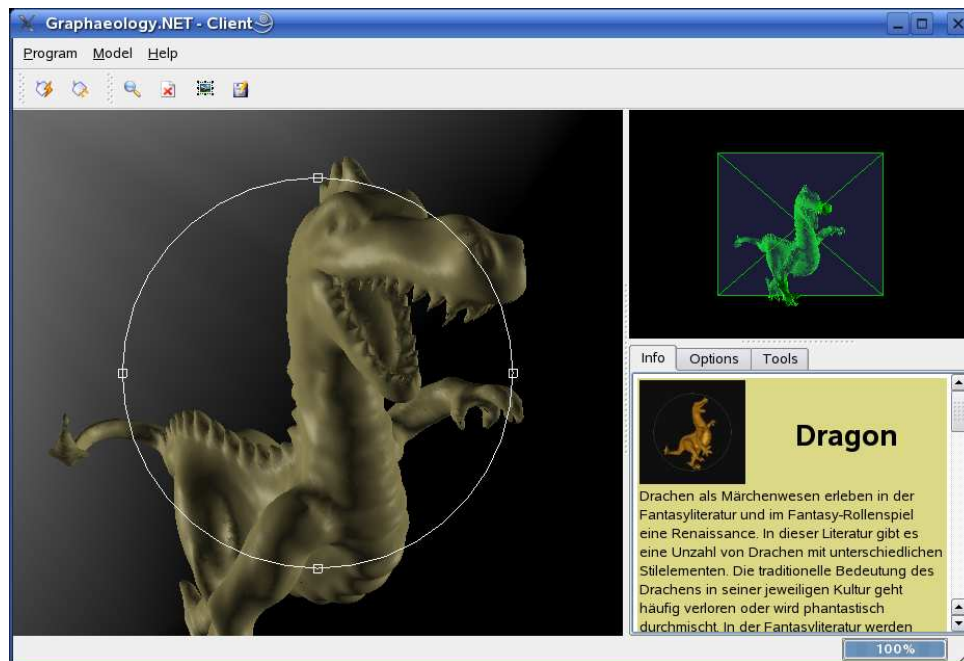 Graphaeology.NET - Client
Program Model Help
Info Options Tools
Dragon
Drachen als Märchenwesen erleben in der
Fantasyliteratur und im Fantasy-Rollenspiel
eine Renaissance. In dieser Literatur gibt es
eine Unzahl von Drachen mit unterschiedlichen
Stilelementen. Die traditionelle Bedeutung des
Drachens in seiner jeweiligen Kultur geht
häufig verloren oder wird phantastisch
durchmischt. In der Fantasyliteratur werden
100%